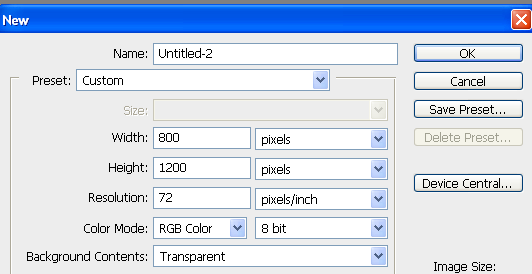 New
Name: Untitled-2
OK
Preset: Custom
Cancel
Size:
Save Preset...
Width: 800 pixels
Delete Preset...
Height: 1200 pixels
Resolution: 72 pixels/inch
Device Central...
Color Mode: RGB Color 8 bit
Background Contents: Transparent
Image Size: